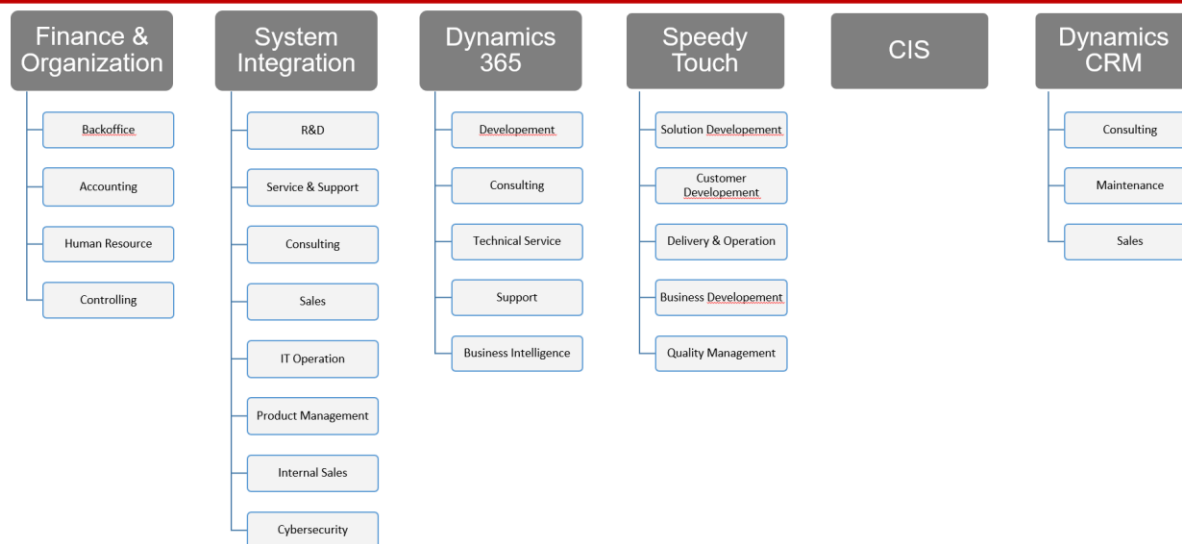 Finance &
Organization
Backoffice
Accounting
Human Resource
Controlling
System
Integration
R&D
Service & Support
Consulting
Sales
IT Operation
Product Management
Internal Sales
Cybersecurity
Dynamics
365
Developement
Consulting
Technical Service
Support
Business Intelligence
Speedy
Touch
Solution Developement
Customer
Developement
Delivery & Operation
Business Developement
Quality Management
CIS
Dynamics
CRM
Consulting
Maintenance
Sales